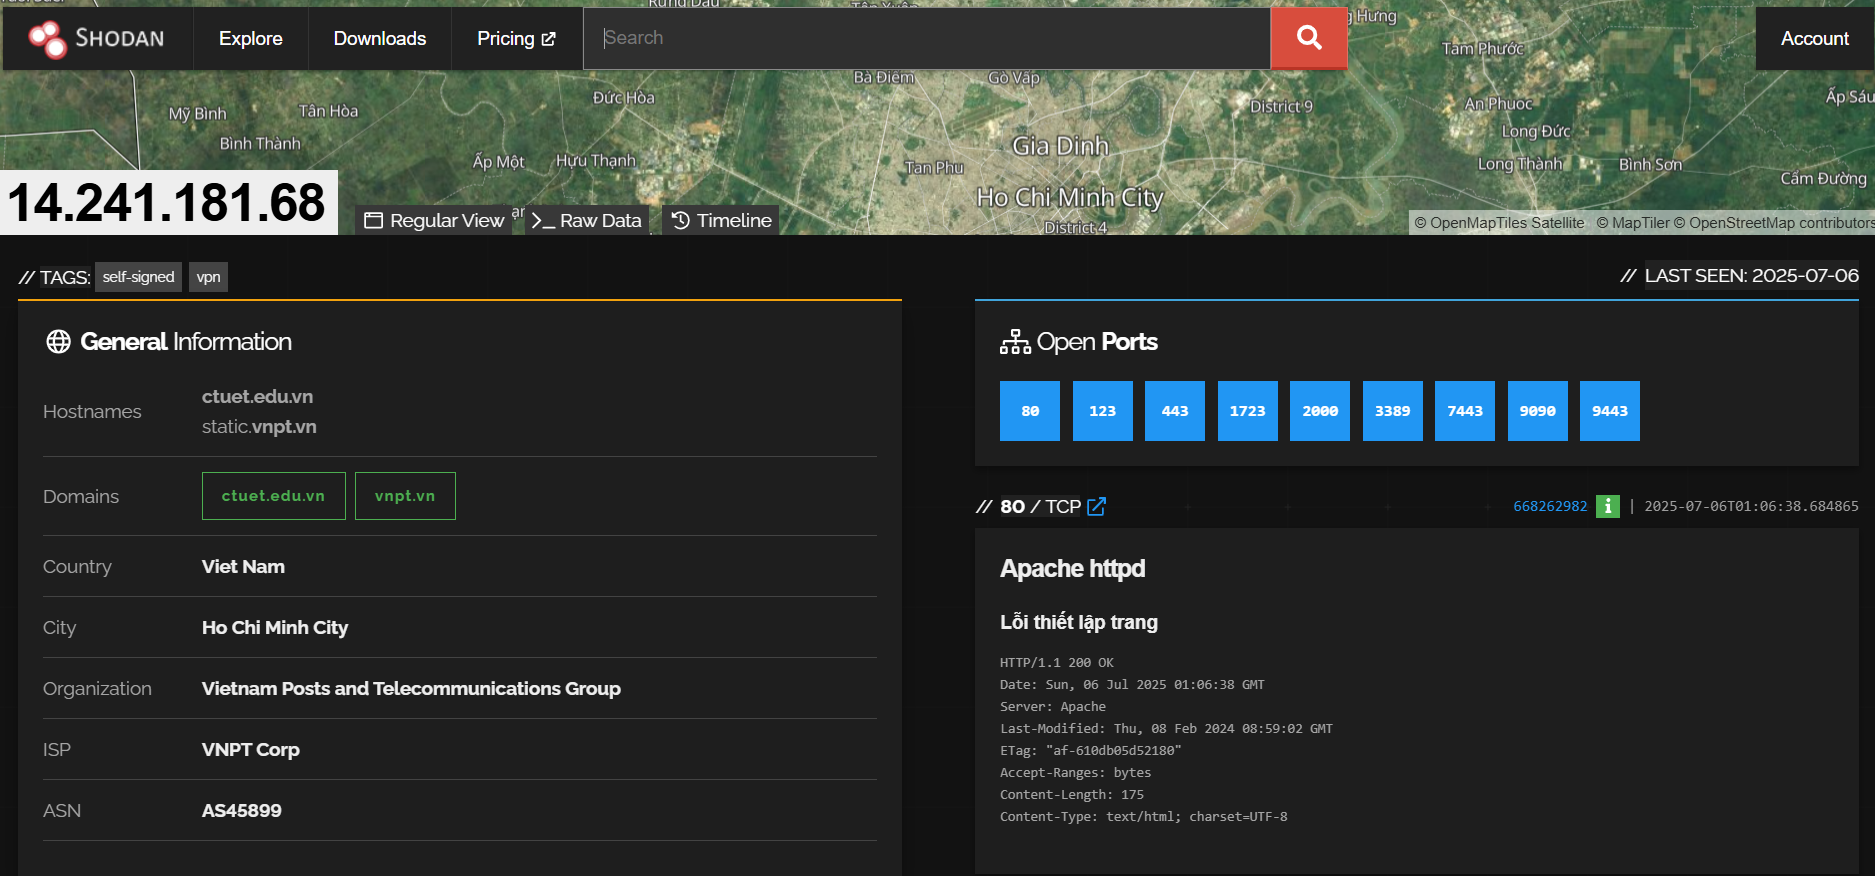 SHODAN
Explore
Downloads
Pricing
Search
Account
Tân Hòa
Mỹ Bình
Bình Thành
Đức Hòa
Ấp Một
Hựu Thạnh
Bà Điểm
Gò Vấp
Tan Phu
Gia Dinh
Ho Chi Minh City
District 4
District 9
Tam Phước
An Phuoc
Long Đức
Long Thành
Bình Sơn
Cẩm Đường
14.241.181.68
Regular View
Raw Data
Timeline
© OpenMapTiles Satellite © MapTiler © OpenStreetMap contributors
// TAGS: self-signed vpn
// LAST SEEN: 2025-07-06
General Information
Hostnames
ctuet.edu.vn
static.vnpt.vn
Domains
ctuet.edu.vn vnpt.vn
Country Viet Nam
City Ho Chi Minh City
Organization Vietnam Posts and Telecommunications Group
ISP VNPT Corp
ASN AS45899
Open Ports
80 123 443 1723 2000 3389 7443 9090 9443
// 80 / TCP
668262982 | 2025-07-06T01:06:38.684865
Apache httpd
Lỗi thiết lập trang
HTTP/1.1 200 OK
Date: Sun, 06 Jul 2025 01:06:38 GMT
Server: Apache
Last-Modified: Thu, 08 Feb 2024 08:59:02 GMT
ETag: "af-610db05d52180"
Accept-Ranges: bytes
Content-Length: 175
Content-Type: text/html; charset=UTF-8